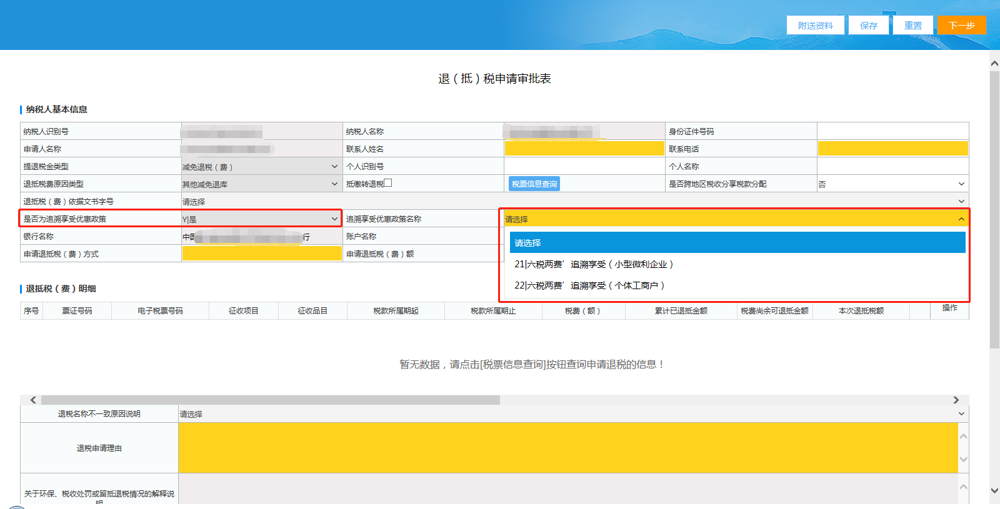 附送资料 保存 重置 下一步
退（抵）税申请审批表
纳税人基本信息
纳税人识别号 纳税人名称 身份证件号码
申请人名称 联系人姓名 联系电话
提退税金类型 减免退税（费） 个人识别号 个人名称
退抵税费原因类型 其他减免退库 抵缴转退税 税票信息查询 是否跨地区税收分享税款分配 否
退抵税（费）依据文书字号 请选择
是否为追溯享受优惠政策 Y|是 追溯享受优惠政策名称 请选择
银行名称 中国 行 账户名称
请选择
申请退抵税（费）方式 申请退抵税（费）额
21|六税两费’追溯享受（小型微利企业）
22|六税两费’追溯享受（个体工商户）
退抵税（费）明细
序号 票证号码 电子税票号码 征收项目 征收品目 税款所属期起 税款所属期止 税费（额） 累计已退抵金额 税费尚余可退抵金额 本次退抵税额 操作
暂无数据，请点击[税票信息查询]按钮查询申请退税的信息！
退税名称不一致原因说明 请选择
退税申请理由
关于环保、税收处罚或留抵退税情况的解释说
明